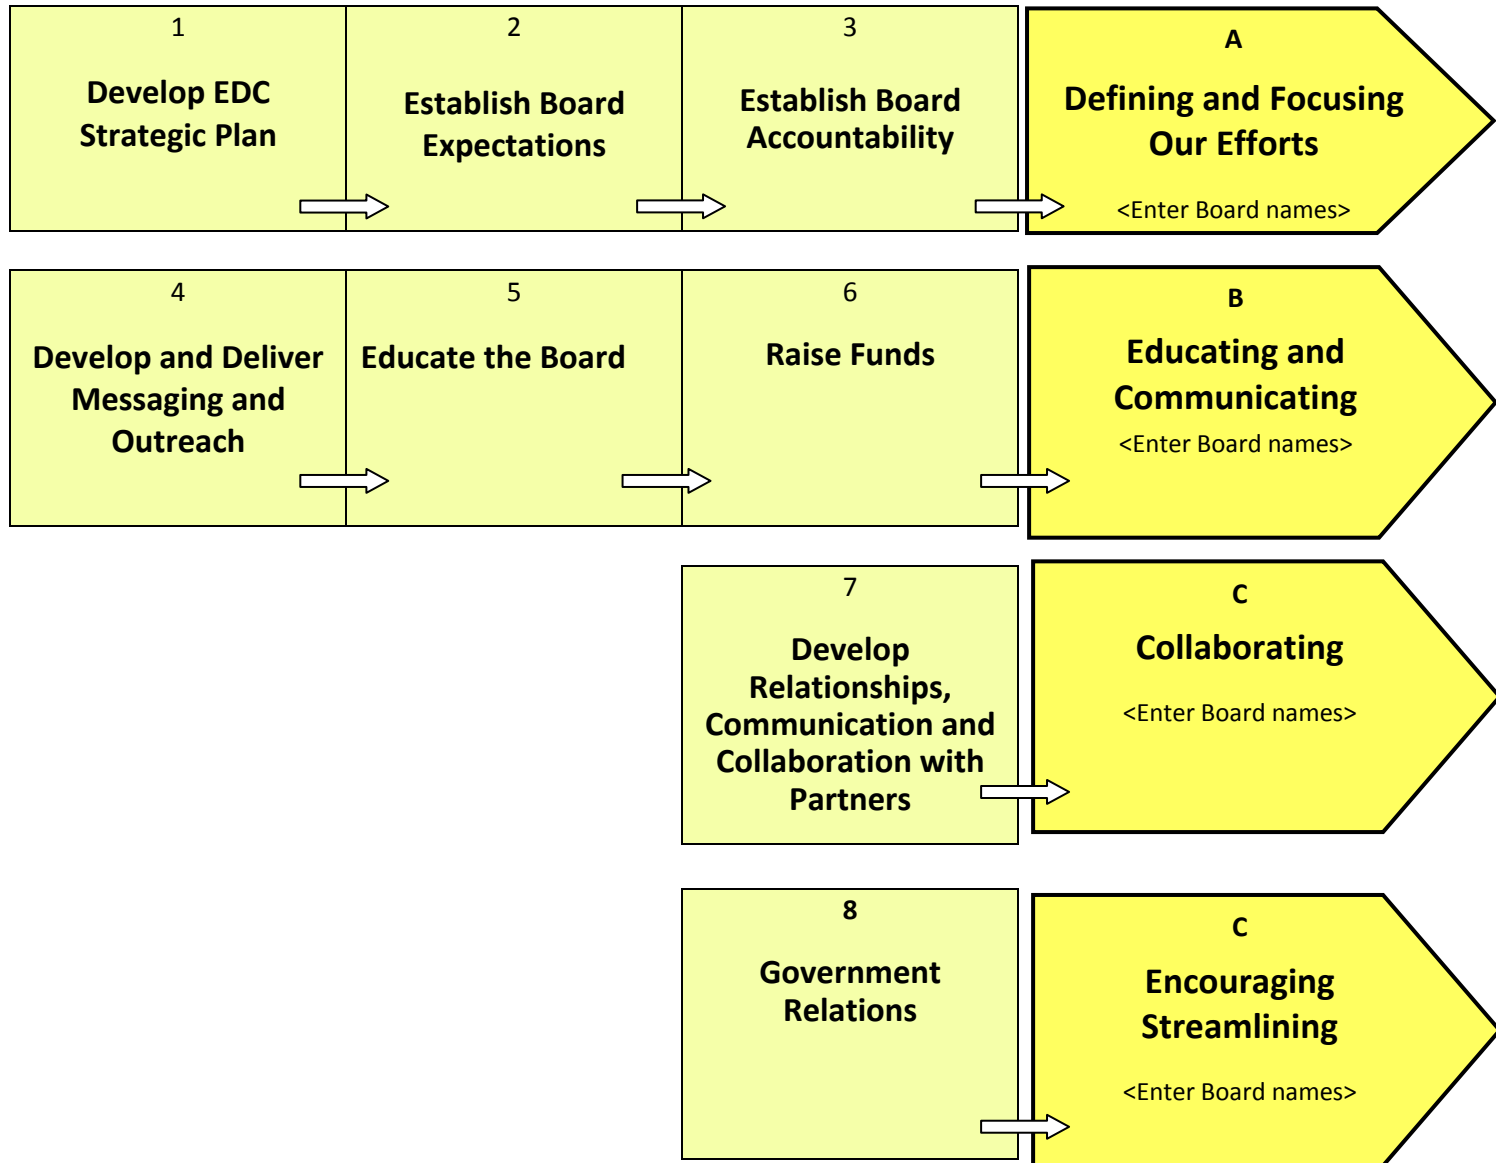 1
Develop EDC
Strategic Plan
2
Establish Board
Expectations
3
Establish Board
Accountability
A
Defining and Focusing
Our Efforts
<Enter Board names>
4
Develop and Deliver
Messaging and
Outreach
5
Educate the Board
6
Raise Funds
B
Educating and
Communicating
<Enter Board names>
7
Develop
Relationships,
Communication and
Collaboration with
Partners
C
Collaborating
<Enter Board names>
8
Government
Relations
C
Encouraging
Streamlining
<Enter Board names>